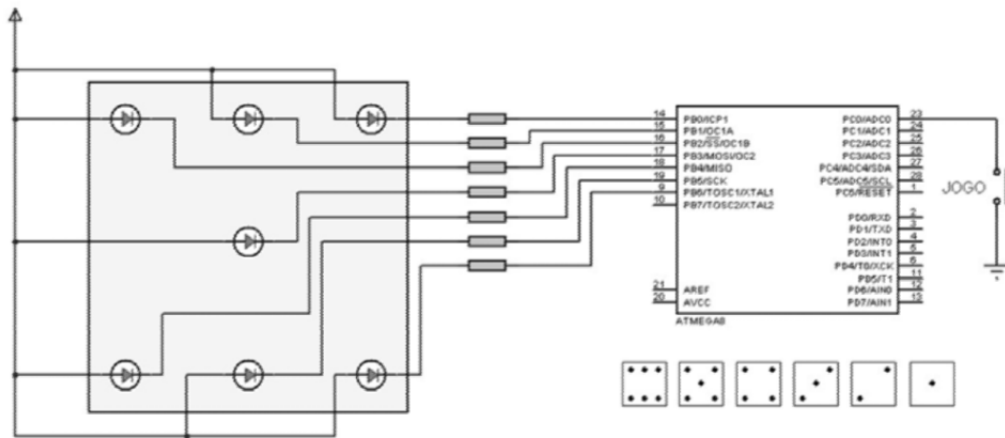 14 PB0/ICP1
15 PB1/OC1A
16 PB2/SS/OC1B
17 PB3/MOSI/OC2
18 PB4/MISO
19 PB5/SCK
9 PB6/TOSC1/XTAL1
10 PB7/TOSC2/XTAL2
21 AREF
20 AVCC
PC0/ADC0 23
PC1/ADC1 24
PC2/ADC2 25
PC3/ADC3 26
PC4/ADC4/SDA 27
PC5/ADC5/SCL 28
PC6/RESET 1
PD0/RXD 2
PD1/TXD 3
PD2/INT0 4
PD3/INT1 5
PD4/T0/XCK 6
PD5/T1 11
PD6/AIN0 12
PD7/AIN1 13
ATMEGA8
JOGO